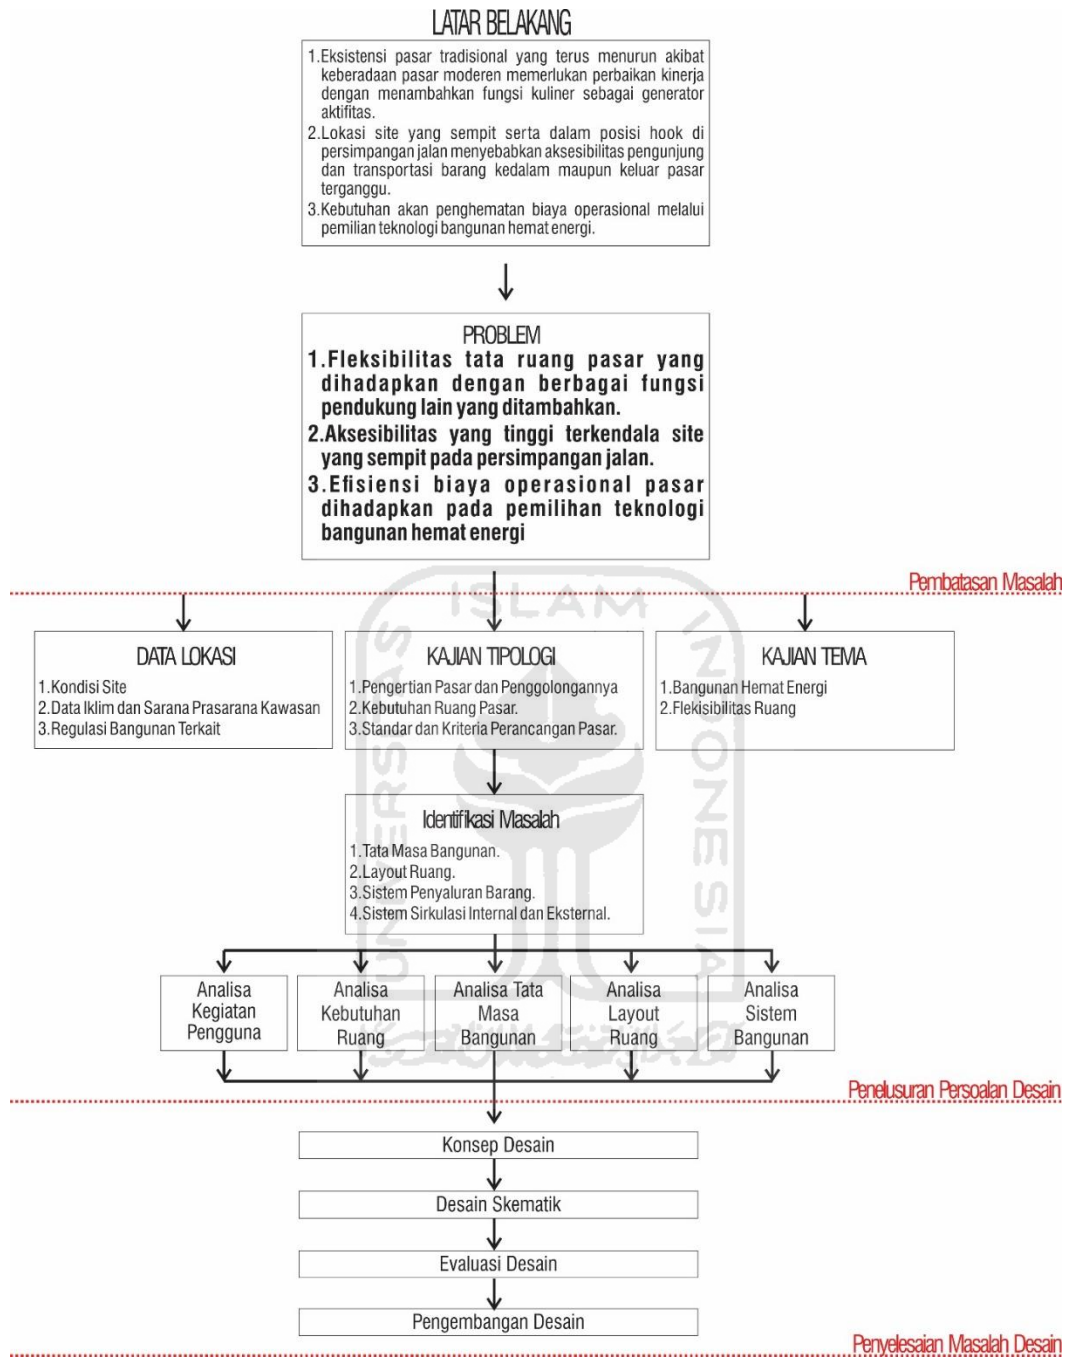 LATAR BELAKANG
1.Eksistensi pasar tradisional yang terus menurun akibat
keberadaan pasar moderen memerlukan perbaikan kinerja
dengan menambahkan fungsi kuliner sebagai generator
aktifitas.
2.Lokasi site yang sempit serta dalam posisi hook di
persimpangan jalan menyebabkan aksesibilitas pengunjung
dan transportasi barang kedalam maupun keluar pasar
terganggu.
3.Kebutuhan akan penghematan biaya operasional melalui
pemilian teknologi bangunan hemat energi.
PROBLEM
1.Fleksibilitas tata ruang pasar yang
dihadapkan dengan berbagai fungsi
pendukung lain yang ditambahkan.
2.Aksesibilitas yang tinggi terkendala site
yang sempit pada persimpangan jalan.
3.Efisiensi biaya operasional pasar
dihadapkan pada pemilihan teknologi
bangunan hemat energi
Pembatasan Masalah
DATA LOKASI
1.Kondisi Site
2.Data Iklim dan Sarana Prasarana Kawasan
3.Regulasi Bangunan Terkait
KAJIAN TIPOLOGI
1.Pengertian Pasar dan Penggolongannya
2.Kebutuhan Ruang Pasar.
3.Standar dan Kriteria Perancangan Pasar.
KAJIAN TEMA
1.Bangunan Hemat Energi
2.Flekisibilitas Ruang
Identifikasi Masalah
1.Tata Masa Bangunan.
2.Layout Ruang.
3.Sistem Penyaluran Barang.
4.Sistem Sirkulasi Internal dan Eksternal.
Analisa
Kegiatan
Pengguna
Analisa
Kebutuhan
Ruang
Analisa Tata
Masa
Bangunan
Analisa
Layout
Ruang
Analisa
Sistem
Bangunan
Penelusuran Persoalan Desain
Konsep Desain
Desain Skematik
Evaluasi Desain
Pengembangan Desain
Penyelesaian Masalah Desain
UNIVERSITAS
ISLAM
INDONESIA